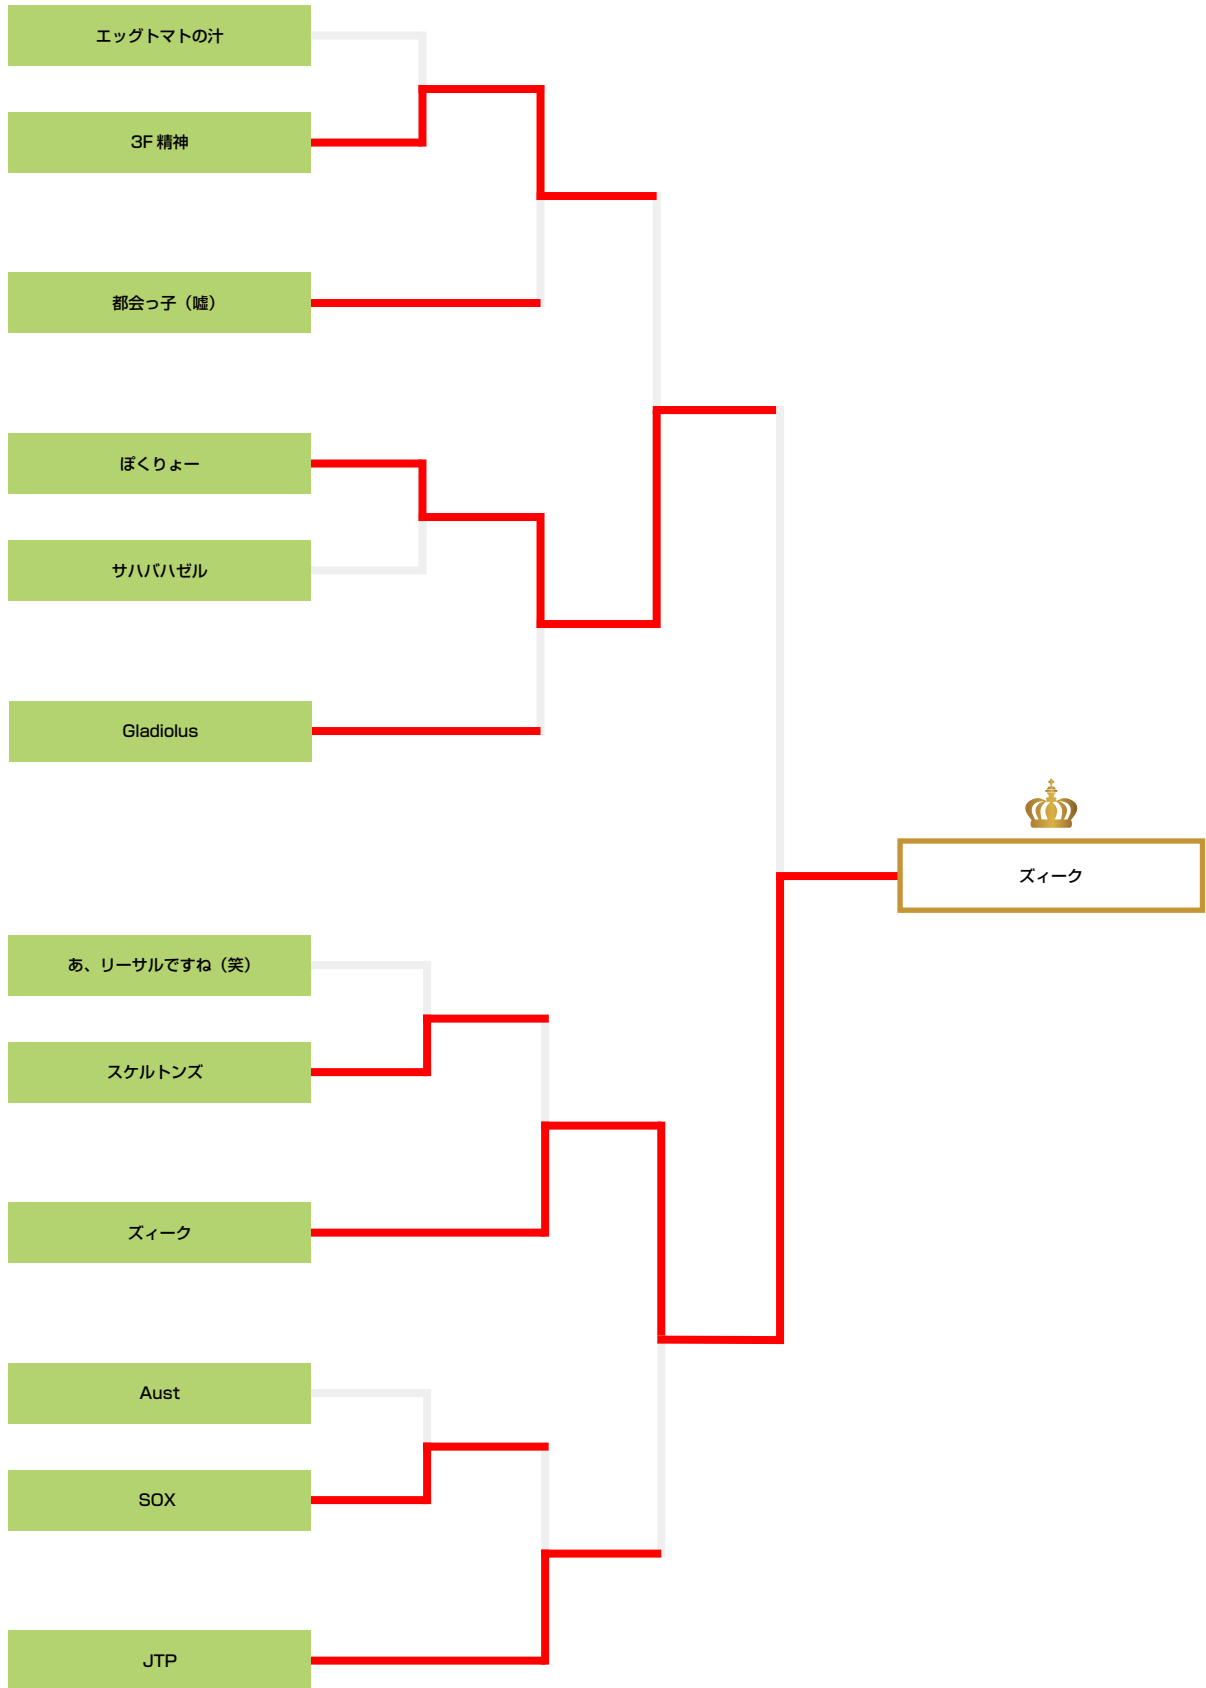 エッグトマトの汁
3F 精神
都会っ子（嘘）
ぽくりょー
サハバハゼル
Gladiolus
ズィーク
あ、リーサルですね（笑）
スケルトンズ
ズィーク
Aust
SOX
JTP